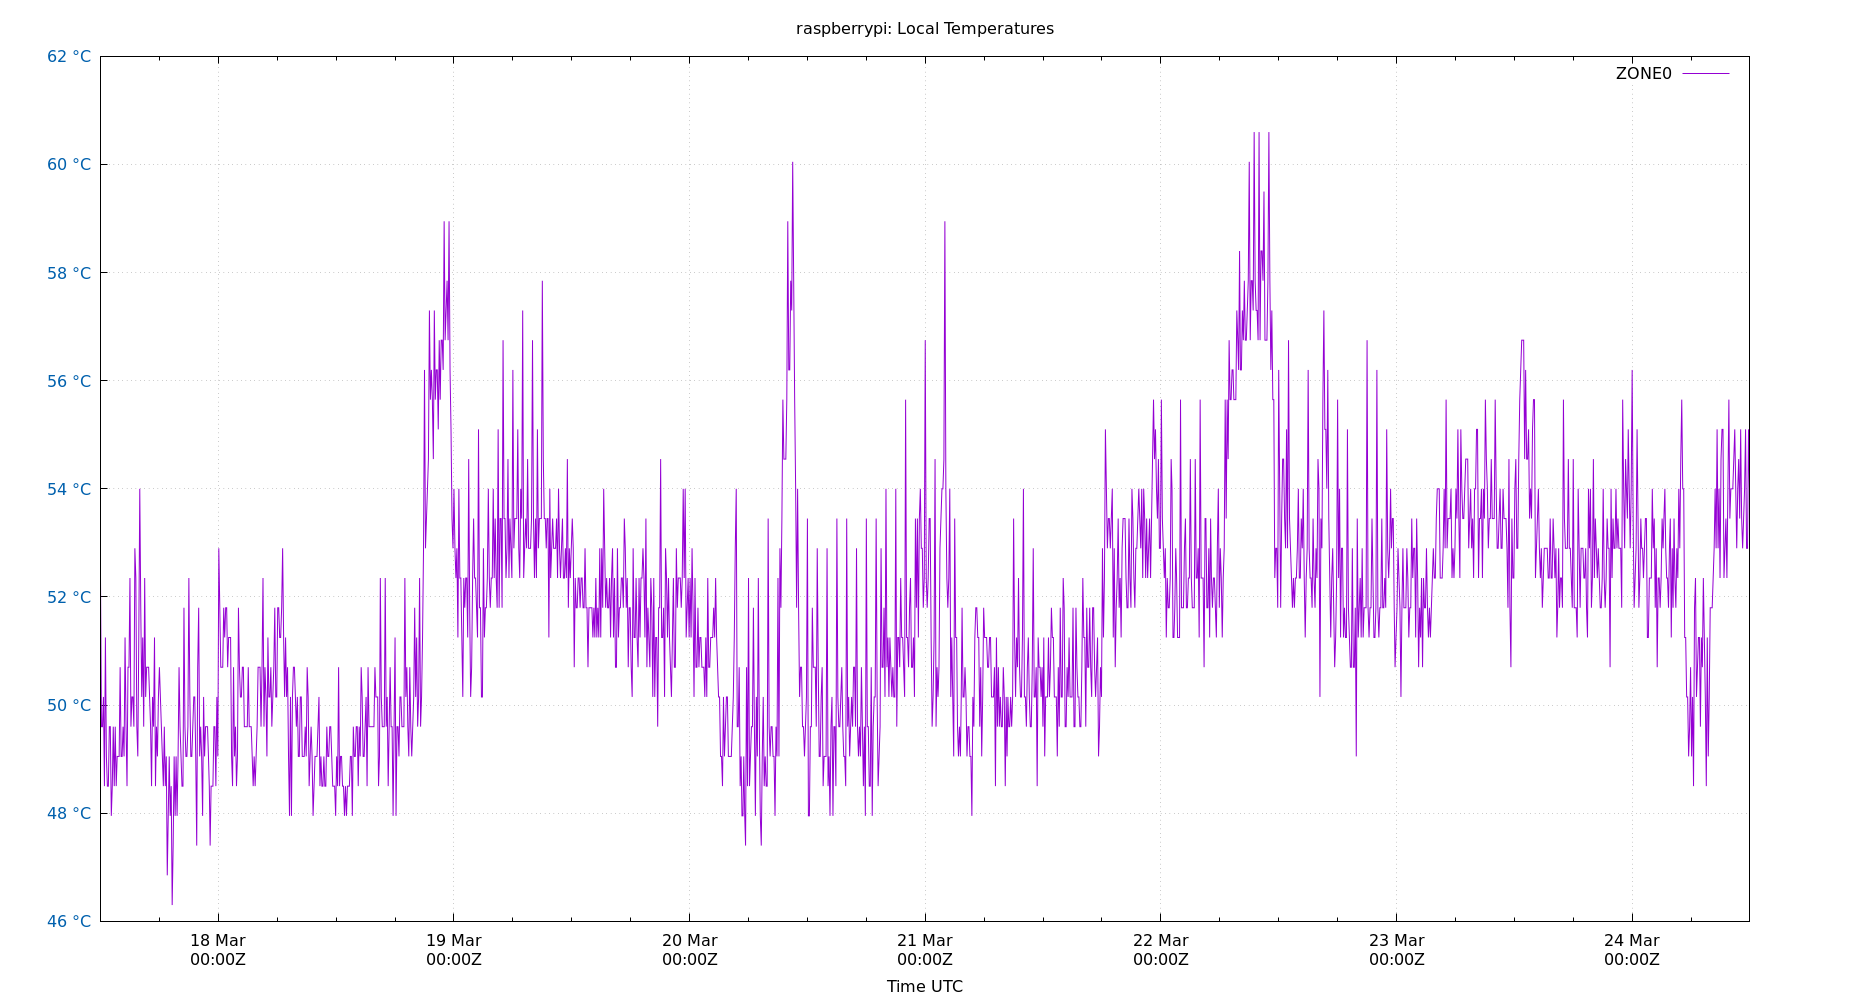 raspberrypi: Local Temperatures
ZONE0
62 °C
60 °C
58 °C
56 °C
54 °C
52 °C
50 °C
48 °C
46 °C
18 Mar 19 Mar 20 Mar 21 Mar 22 Mar 23 Mar 24 Mar
00:00Z 00:00Z 00:00Z 00:00Z 00:00Z 00:00Z 00:00Z
Time UTC